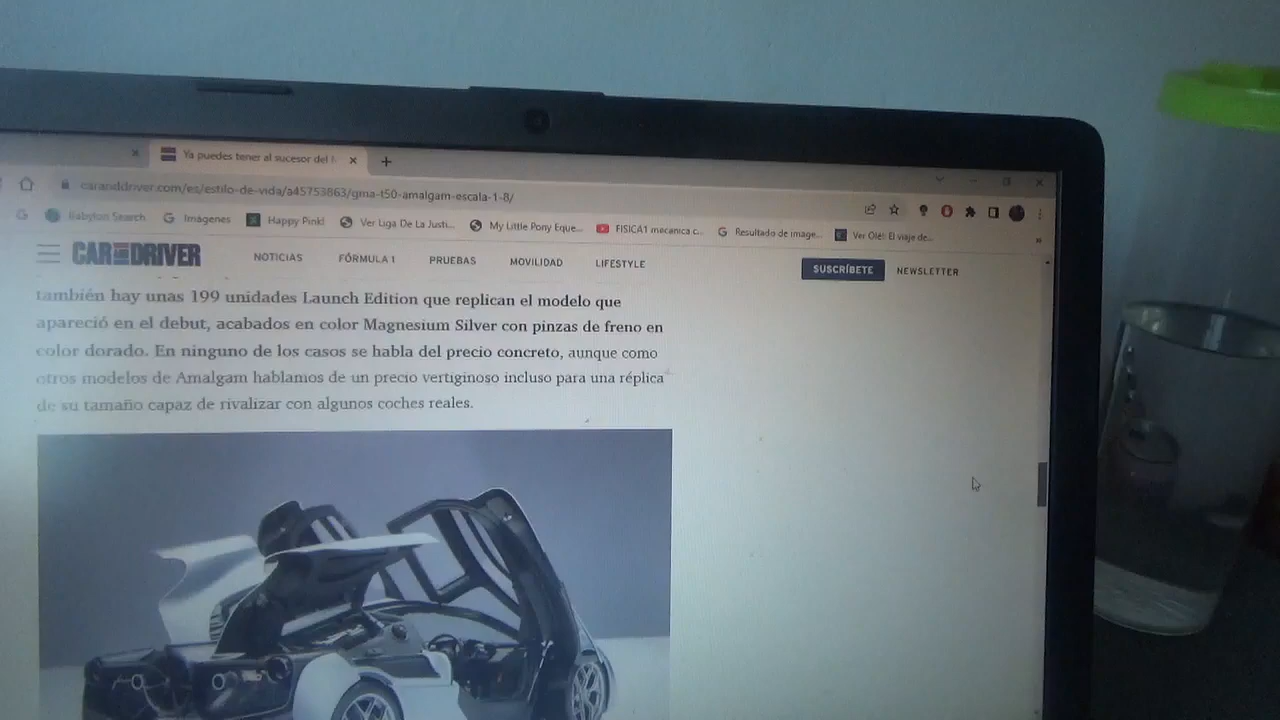 Ya puedes tener al sucesor del
caranddriver.com/es/estilo-de-vida/a45753863/gma-t50-amalgam-escala-1-8/
Babylon Search Imágenes Happy Pink! Ver Liga De La Justi... My Little Pony Eque... FISICA1 mecanica c... Resultado de image... Ver Olé! El viaje de...
CAR AND DRIVER NOTICIAS FÓRMULA 1 PRUEBAS MOVILIDAD LIFESTYLE SUSCRÍBETE NEWSLETTER
también hay unas 199 unidades Launch Edition que replican el modelo que
apareció en el debut, acabados en color Magnesium Silver con pinzas de freno en
color dorado. En ninguno de los casos se habla del precio concreto, aunque como
otros modelos de Amalgam hablamos de un precio vertiginoso incluso para una réplica
de su tamaño capaz de rivalizar con algunos coches reales.